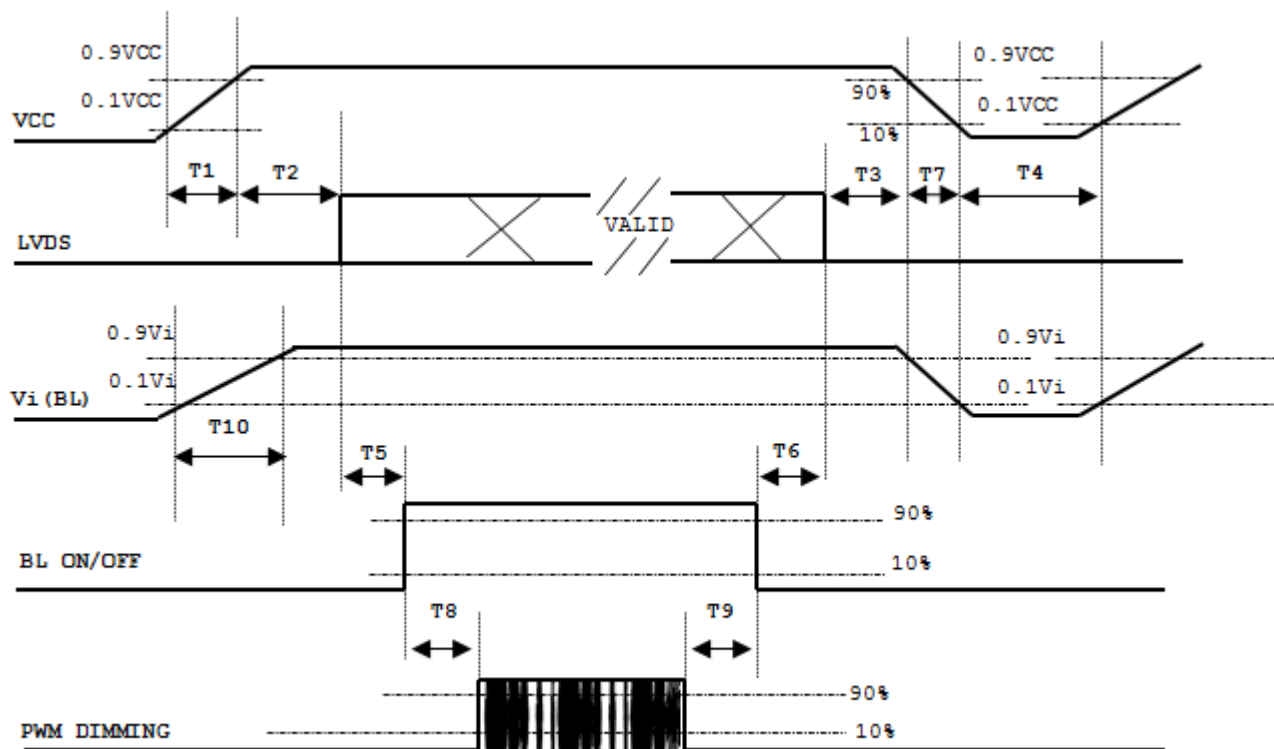 0.9VCC
0.9VCC
90%
0.1VCC
0.1VCC
VCC
10%
T1
T2
T3
T7
T4
VALID
LVDS
0.9Vi
0.9Vi
0.1Vi
0.1Vi
Vi(BL)
T10
T5
T6
90%
BL ON/OFF
10%
T8
T9
90%
PWM DIMMING
10%